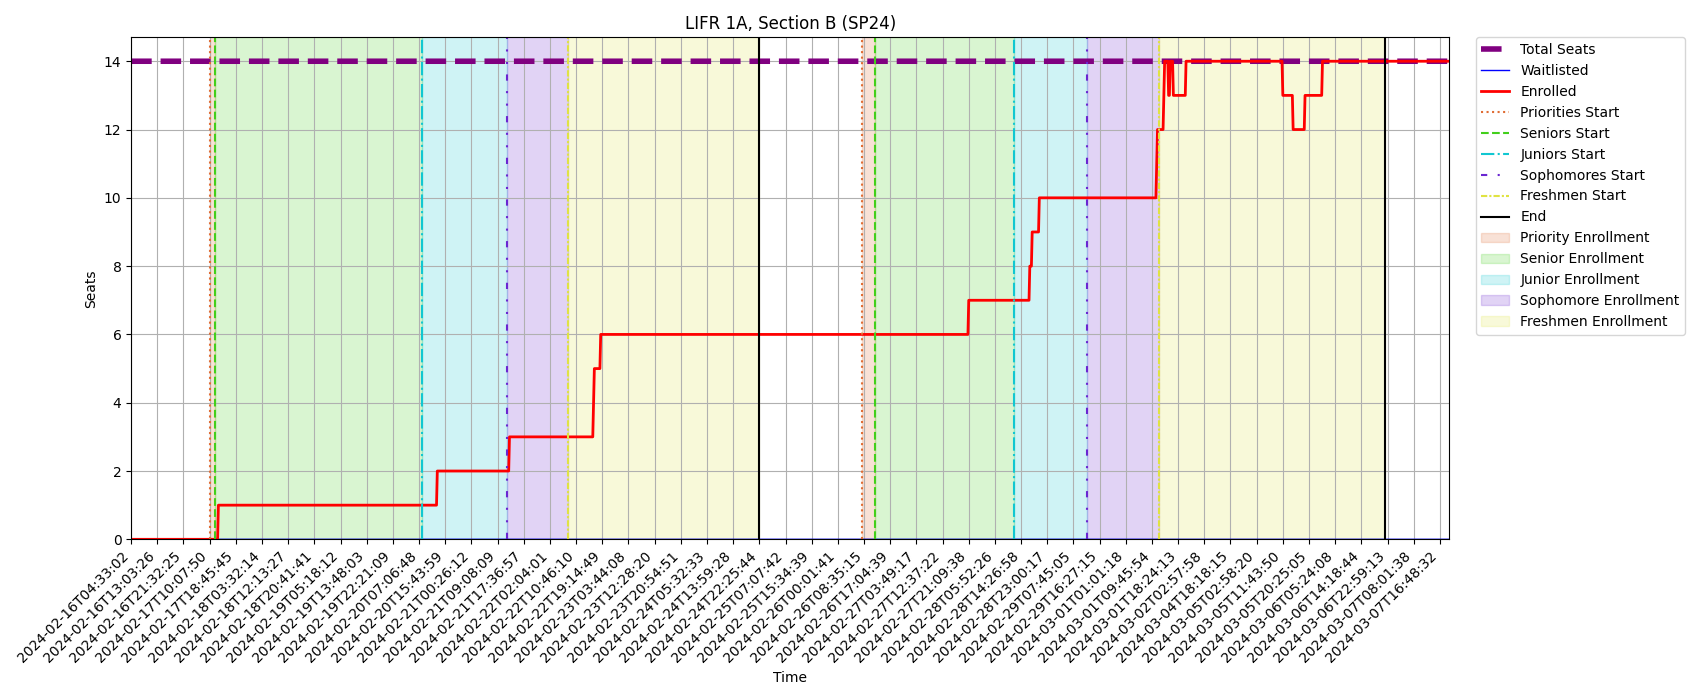 LIFR 1A, Section B (SP24)
Seats
14
12
10
8
6
4
2
0
2024-02-16T04:33:02
2024-02-16T13:03:26
2024-02-16T21:32:25
2024-02-17T10:07:50
2024-02-17T18:45:45
2024-02-18T03:32:14
2024-02-18T12:13:27
2024-02-18T20:41:41
2024-02-19T05:18:12
2024-02-19T13:48:03
2024-02-19T22:21:09
2024-02-20T07:06:48
2024-02-20T15:43:59
2024-02-21T00:26:12
2024-02-21T09:08:09
2024-02-21T17:36:57
2024-02-22T02:04:01
2024-02-22T10:46:10
2024-02-22T19:14:49
2024-02-23T03:44:08
2024-02-23T12:28:20
2024-02-23T20:54:51
2024-02-24T05:32:33
2024-02-24T13:59:28
2024-02-24T22:25:44
2024-02-25T07:07:42
2024-02-25T15:34:39
2024-02-26T00:01:41
2024-02-26T08:35:15
2024-02-26T17:04:39
2024-02-27T03:49:17
2024-02-27T12:37:22
2024-02-27T21:09:38
2024-02-28T05:52:26
2024-02-28T14:26:58
2024-02-28T23:00:17
2024-02-29T07:45:05
2024-02-29T16:27:15
2024-03-01T01:01:18
2024-03-01T09:45:54
2024-03-01T18:24:13
2024-03-02T02:57:58
2024-03-04T18:18:15
2024-03-05T02:58:20
2024-03-05T11:43:50
2024-03-05T20:25:05
2024-03-06T05:24:08
2024-03-06T14:18:44
2024-03-06T22:59:13
2024-03-07T08:01:38
2024-03-07T16:48:32
Time
Total Seats
Waitlisted
Enrolled
Priorities Start
Seniors Start
Juniors Start
Sophomores Start
Freshmen Start
End
Priority Enrollment
Senior Enrollment
Junior Enrollment
Sophomore Enrollment
Freshmen Enrollment